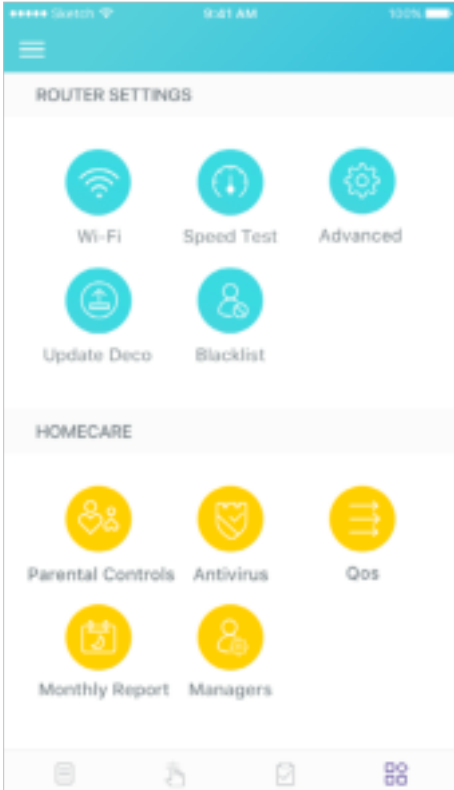 Sketch 9:41 AM 100%
ROUTER SETTINGS
Wi-Fi Speed Test Advanced
Update Deco Blacklist
HOMECARE
Parental Controls Antivirus Qos
Monthly Report Managers